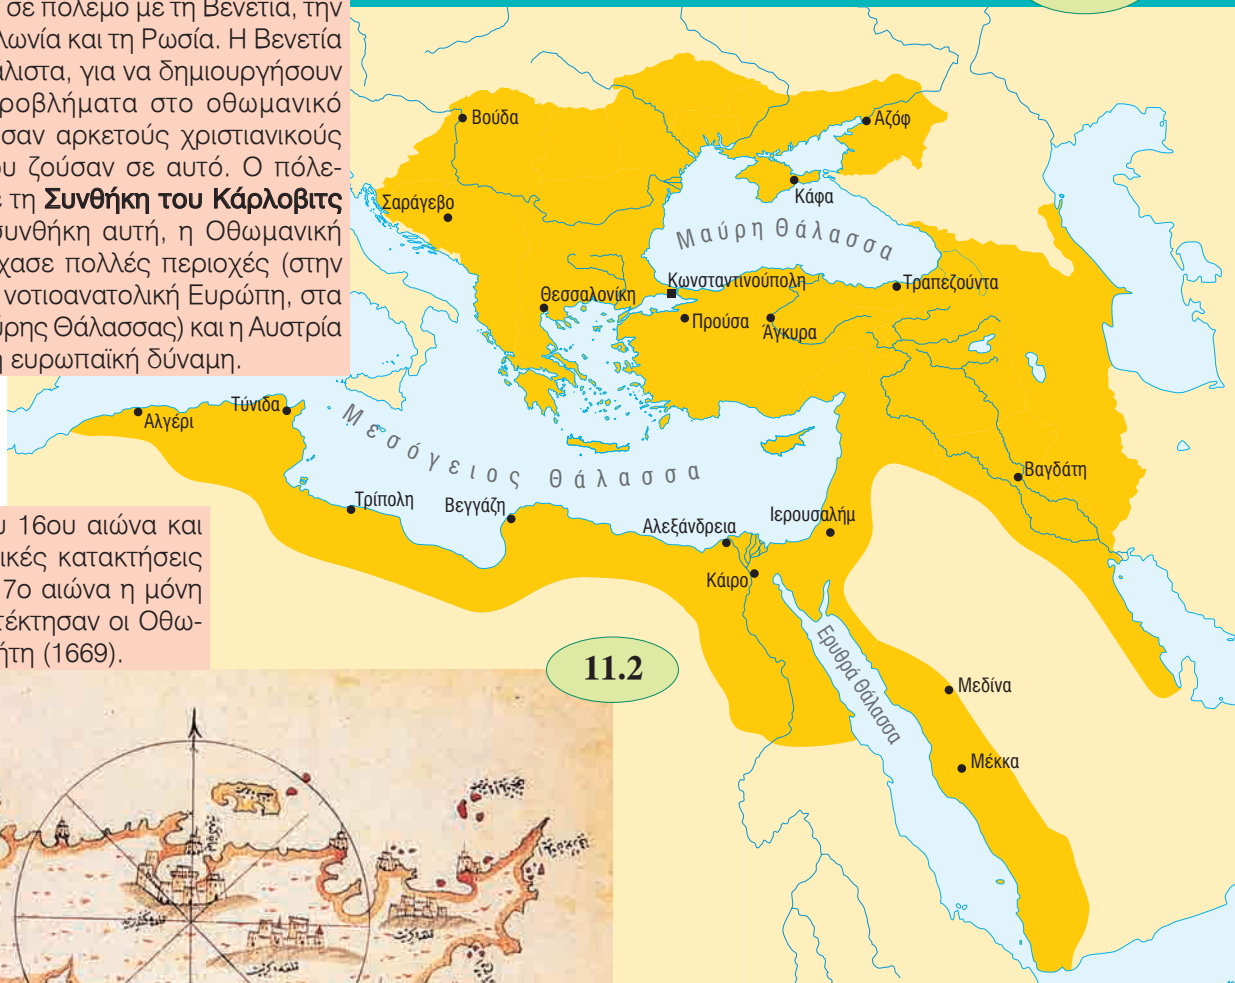 σε πόλεμο με τη Βενετία, την
λωνία και τη Ρωσία. Η Βενετία
άλιστα, για να δημιουργήσουν
ροβλήματα στο οθωμανικό
σαν αρκετούς χριστιανικούς
υ ζούσαν σε αυτό. Ο πόλε-
ε τη Συνθήκη του Κάρλοβιτς
συνθήκη αυτή, η Οθωμανική
χασε πολλές περιοχές (στην
νοτιοανατολική Ευρώπη, στα
ύρης Θάλασσας) και η Αυστρία
η ευρωπαϊκή δύναμη.
υ 16ου αιώνα και
ικές κατακτήσεις
7ο αιώνα η μόνη
τέκτησαν οι Οθω-
ήτη (1669).
Βούδα
Αζόφ
Σαράγεβο
Κάφα
Μαύρη Θάλασσα
Κωνσταντινούπολη
Τραπεζούντα
Θεσσαλονίκη
Προύσα
Άγκυρα
Τύνιδα
Αλγέρι
Μεσόγειος Θάλασσα
Βαγδάτη
Τρίπολη
Βεγγάζη
Ιερουσαλήμ
Αλεξάνδρεια
Κάιρο
Ερυθρά Θάλασσα
Μεδίνα
Μέκκα
11.2